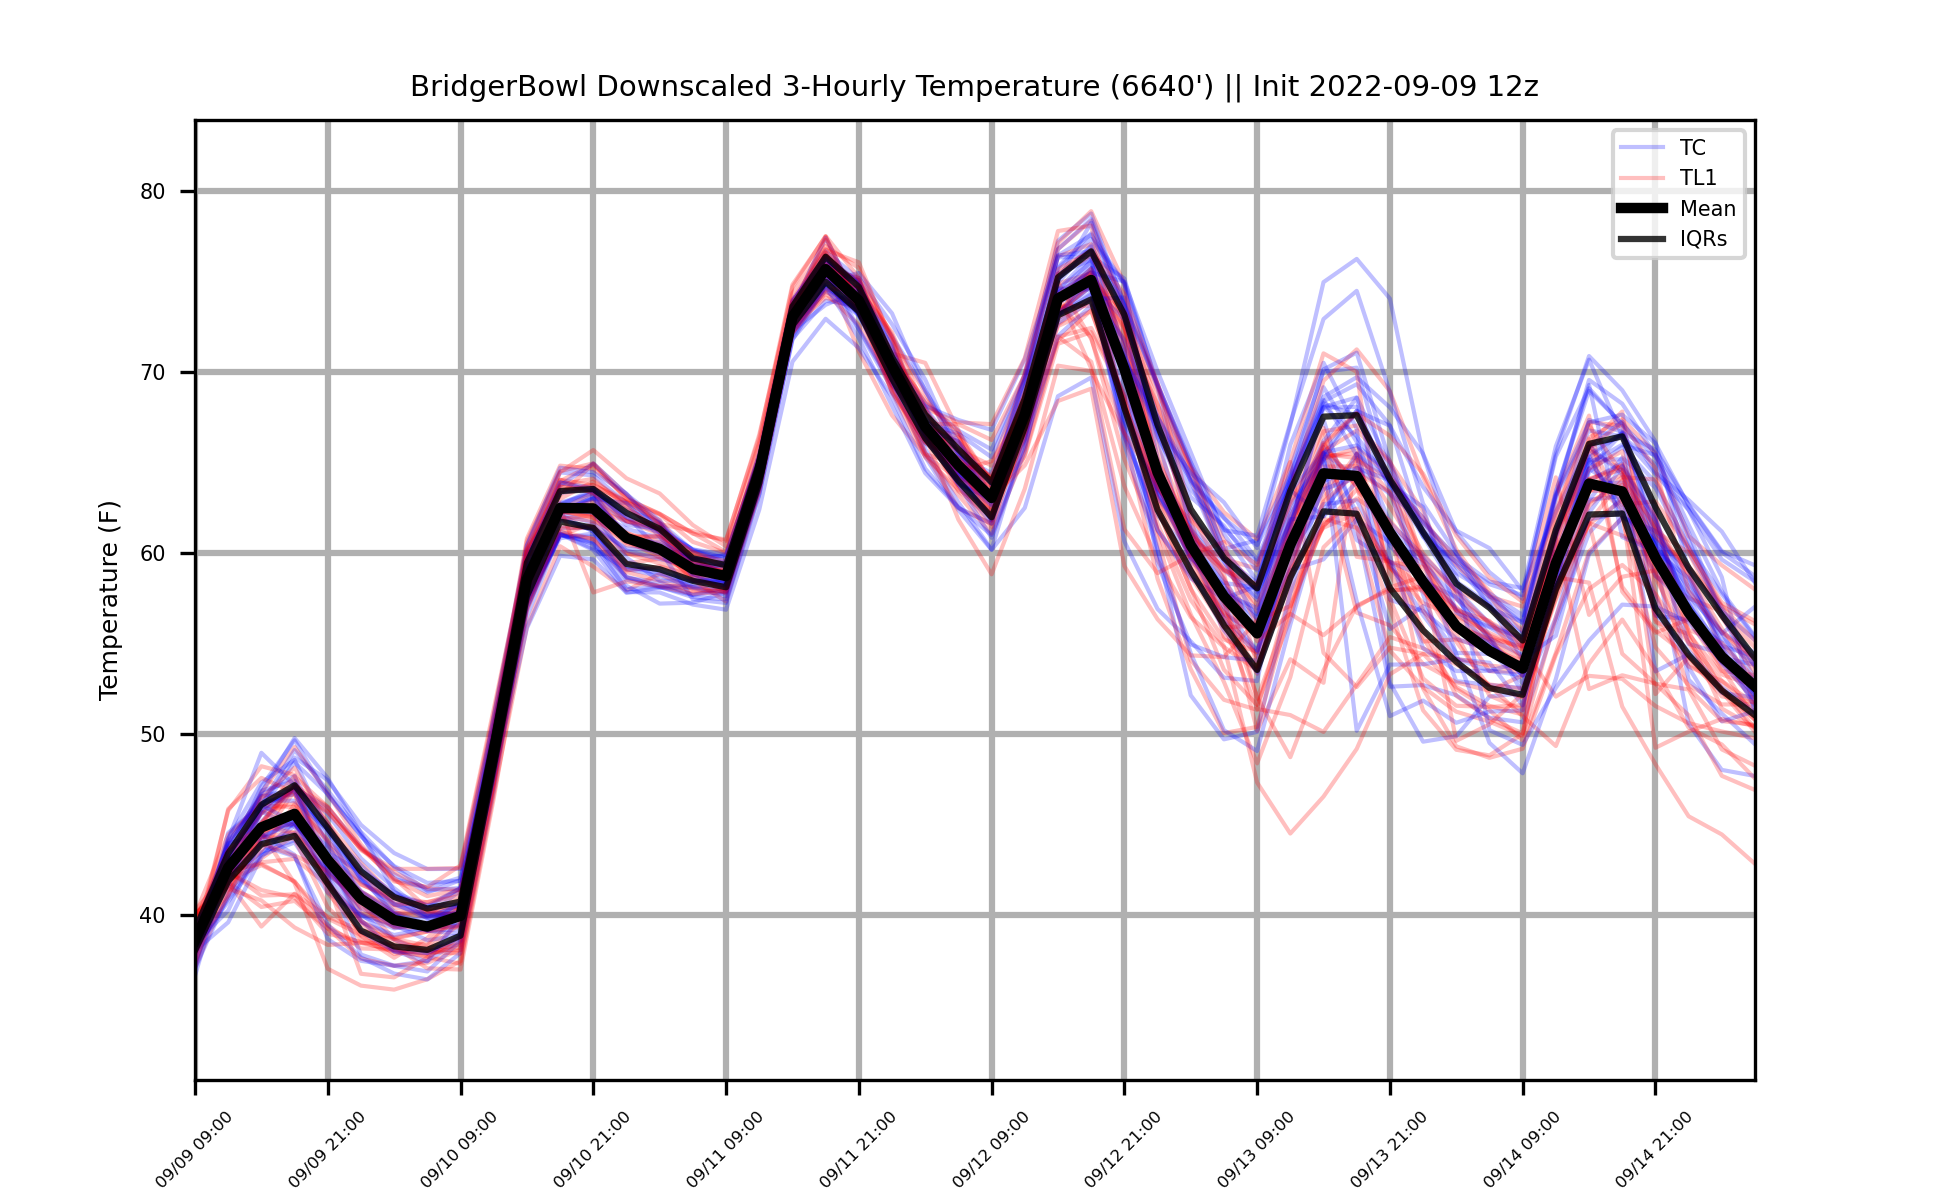 BridgerBowl Downscaled 3-Hourly Temperature (6640') || Init 2022-09-09 12z
TC
TL1
Mean
IQRs
Temperature (F)
80
70
60
50
40
09/09 09:00
09/09 21:00
09/10 09:00
09/10 21:00
09/11 09:00
09/11 21:00
09/12 09:00
09/12 21:00
09/13 09:00
09/13 21:00
09/14 09:00
09/14 21:00